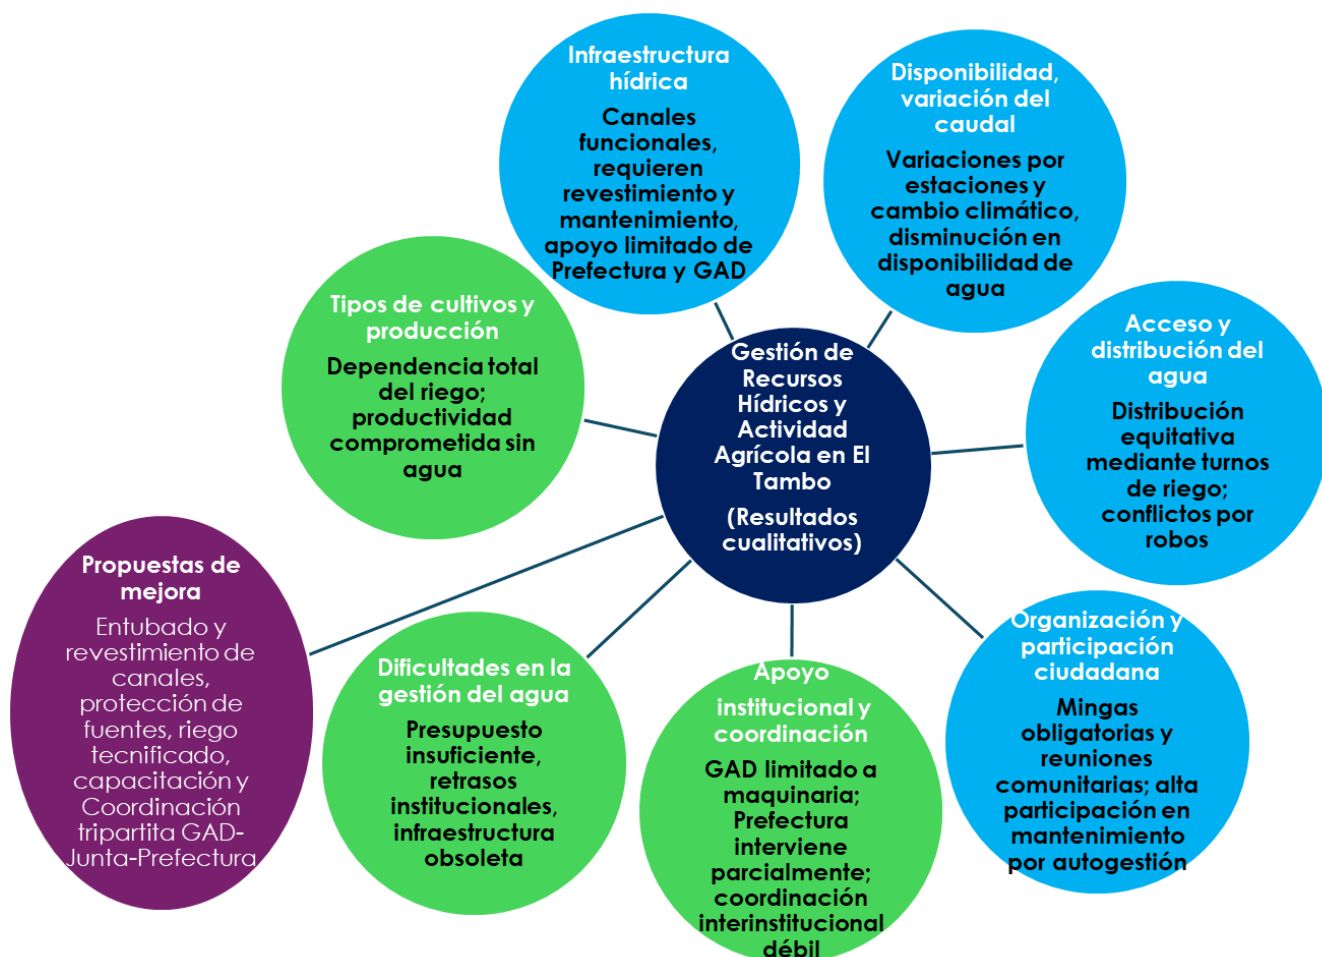 Infraestructura
hídrica
Canales
funcionales,
requieren
revestimiento y
mantenimiento,
apoyo limitado de
Prefectura y GAD
Disponibilidad,
variación del
caudal
Variaciones por
estaciones y
cambio climático,
disminución en
disponibilidad de
agua
Tipos de cultivos y
producción
Dependencia total
del riego;
productividad
comprometida sin
agua
Gestión de
Recursos
Hídricos y
Actividad
Agrícola en El
Tambo
(Resultados
cualitativos)
Acceso y
distribución del
agua
Distribución
equitativa
mediante turnos
de riego;
conflictos por
robos
Propuestas de
mejora
Entubado y
revestimiento de
canales,
protección de
fuentes, riego
tecnificado,
capacitación y
Coordinación
tripartita GAD-
Junta-Prefectura
Dificultades en la
gestión del agua
Presupuesto
insuficiente,
retrasos
institucionales,
infraestructura
obsoleta
Apoyo
institucional y
coordinación
GAD limitado a
maquinaria;
Prefectura
interviene
parcialmente;
coordinación
interinstitucional
débil
Organización y
participación
ciudadana
Mingas
obligatorias y
reuniones
comunitarias; alta
participación en
mantenimiento
por autogestión